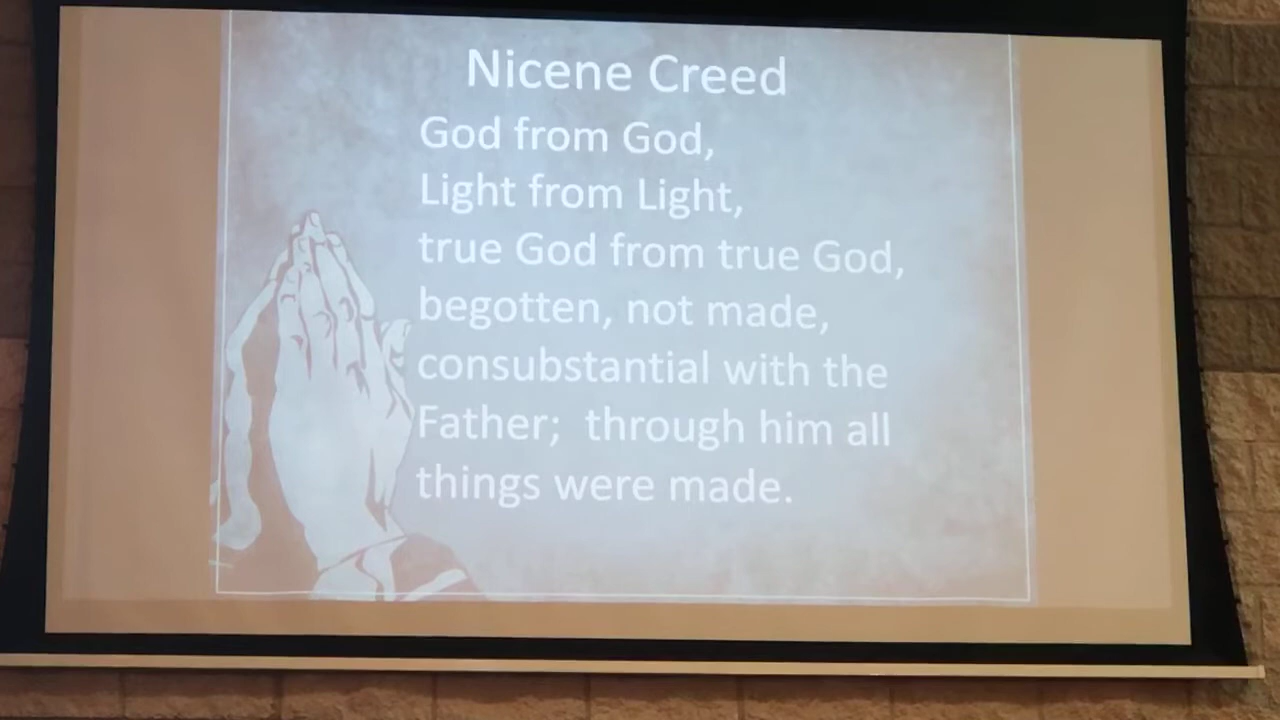 Nicene Creed
God from God,
Light from Light,
true God from true God,
begotten, not made,
consubstantial with the
Father;  through him all
things were made.